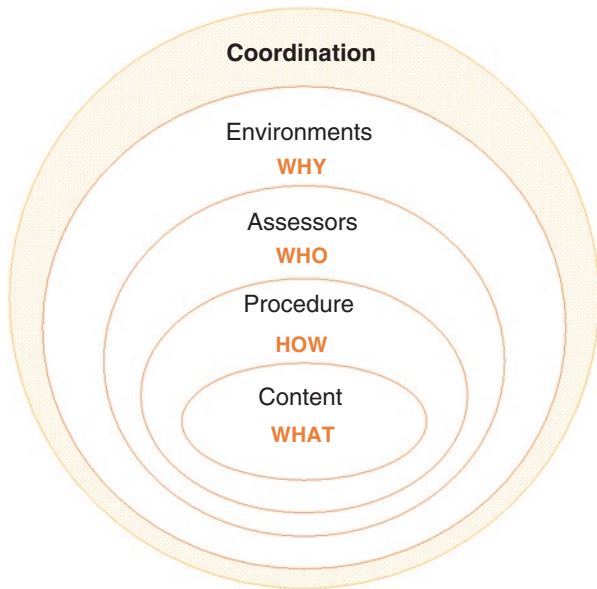 Coordination
Environments
WHY
Assessors
WHO
Procedure
HOW
Content
WHAT